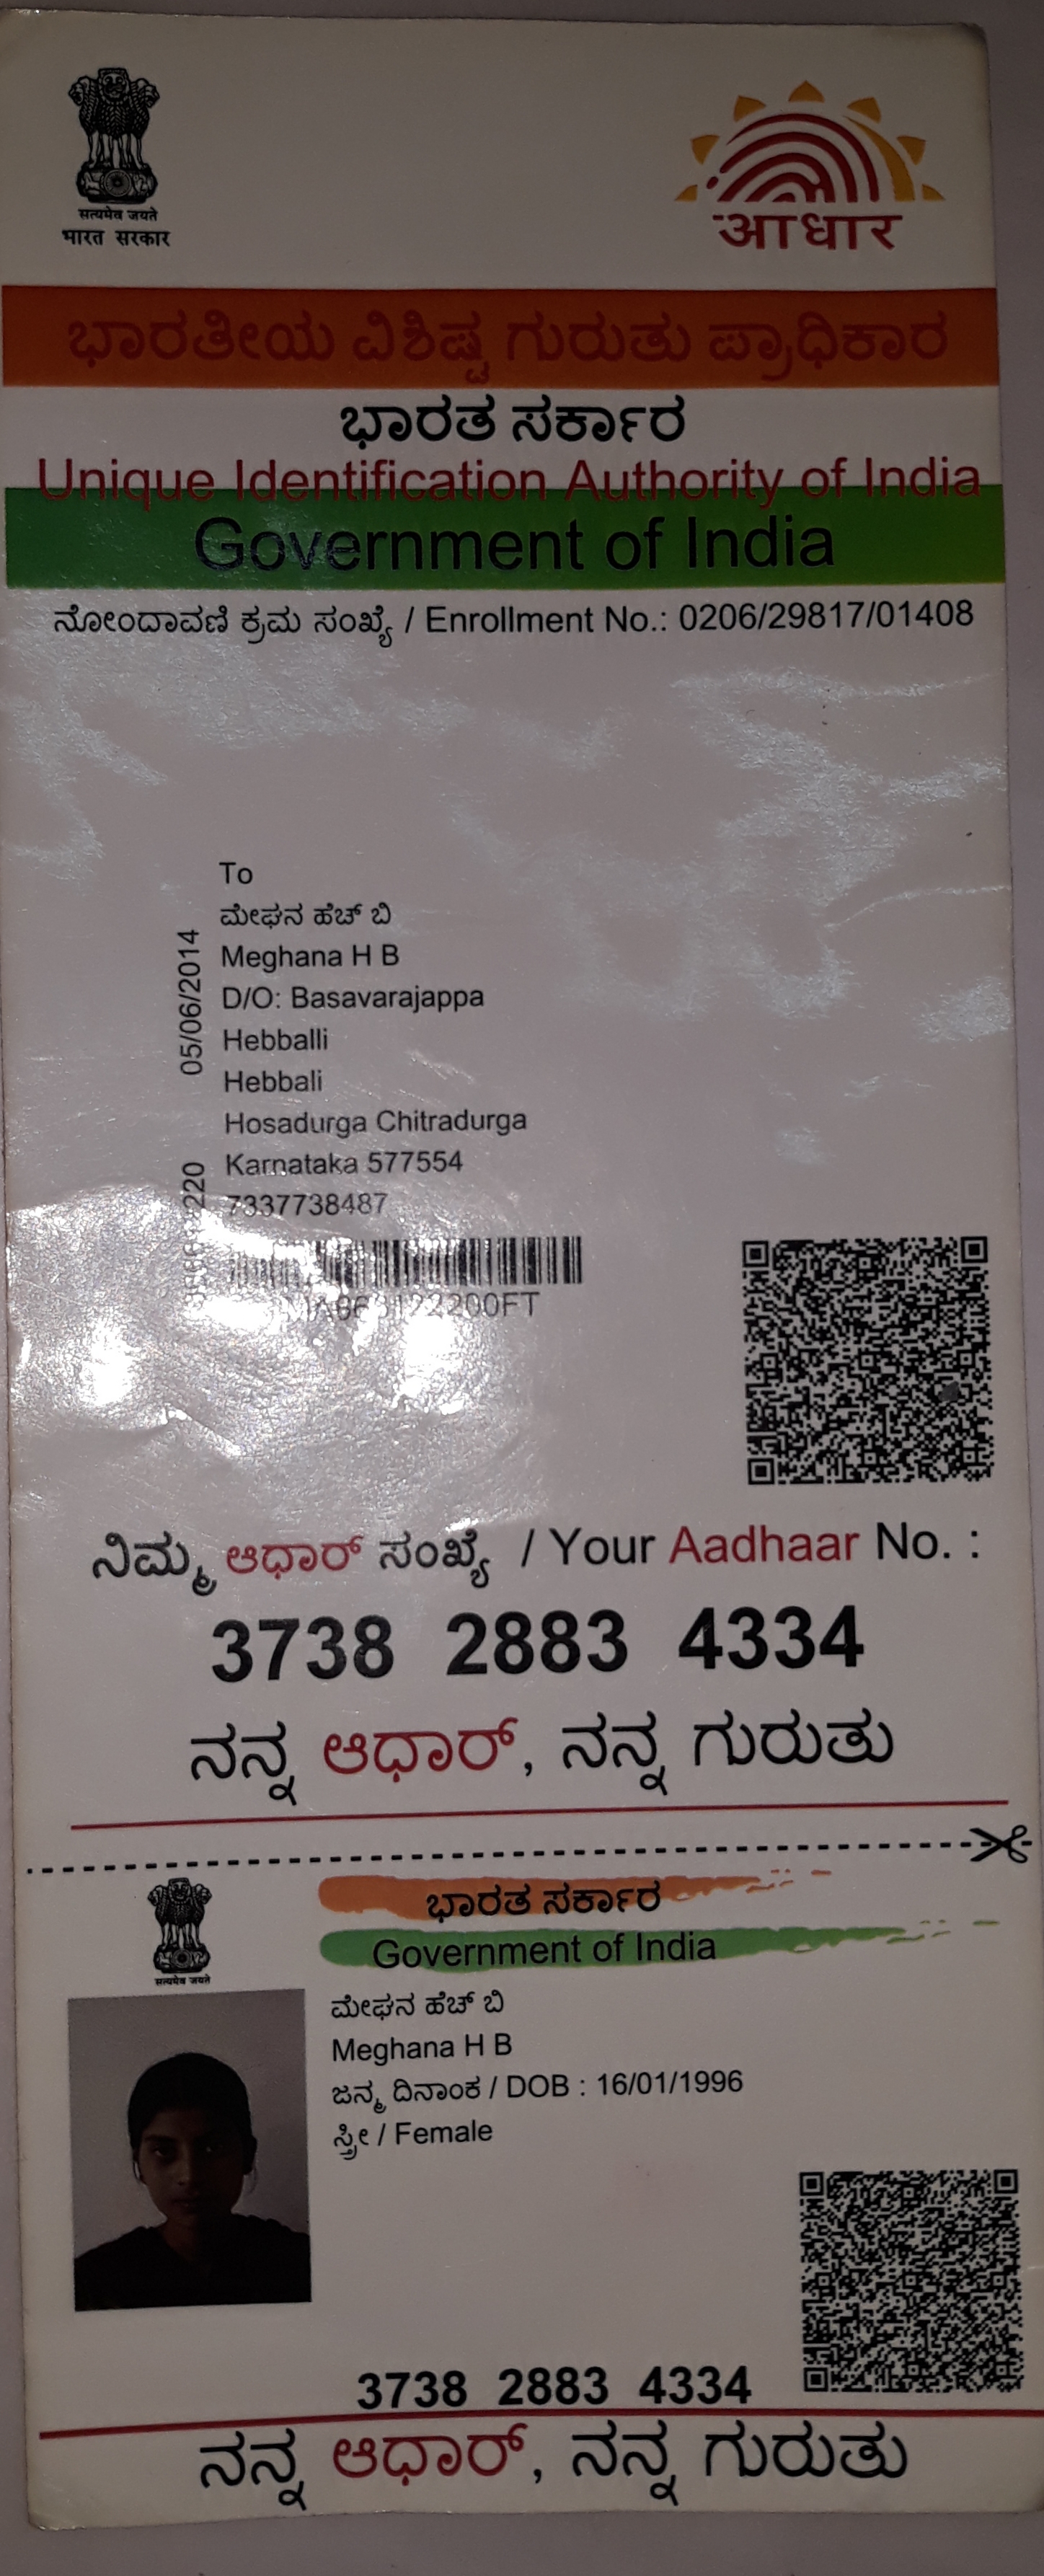 सत्यमेव जयते
भारत सरकार
आधार
ಭಾರತೀಯ ವಿಶಿಷ್ಟ ಗುರುತು ಪ್ರಾಧಿಕಾರ
ಭಾರತ ಸರ್ಕಾರ
Unique Identification Authority of India
Government of India
ನೋಂದಾವಣಿ ಕ್ರಮ ಸಂಖ್ಯೆ / Enrollment No.: 0206/29817/01408
05/06/2014
To
ಮೇಘನ ಹೆಚ್ ಬಿ
Meghana H B
D/O: Basavarajappa
Hebballi
Hebbali
Hosadurga Chitradurga
Karnataka 577554
7337738487
ನಿಮ್ಮ ಆಧಾರ್ ಸಂಖ್ಯೆ / Your Aadhaar No. :
3738 2883 4334
ನನ್ನ ಆಧಾರ್, ನನ್ನ ಗುರುತು
सत्यमेव जयते
ಭಾರತ ಸರ್ಕಾರ
Government of India
ಮೇಘನ ಹೆಚ್ ಬಿ
Meghana H B
ಜನ್ಮ ದಿನಾಂಕ / DOB : 16/01/1996
ಸ್ತ್ರೀ / Female
3738 2883 4334
ನನ್ನ ಆಧಾರ್, ನನ್ನ ಗುರುತು